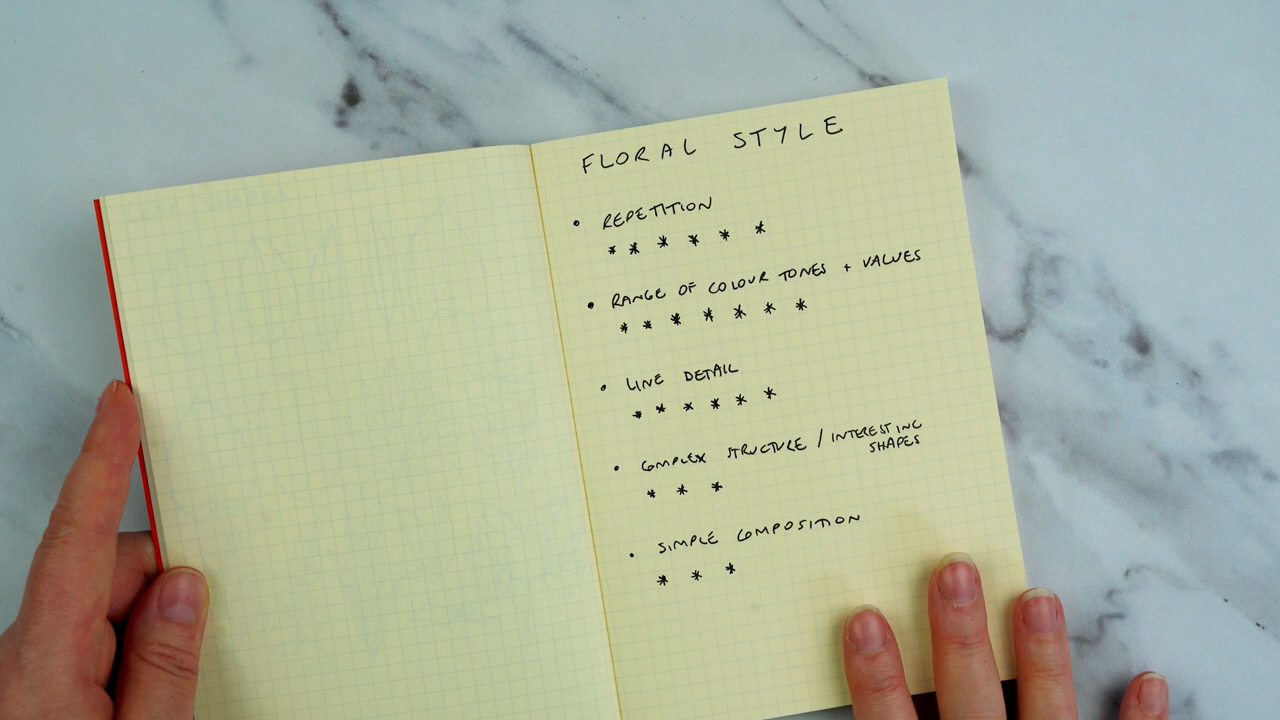 FLORAL STYLE
• REPETITION
* * * * * *
• RANGE OF COLOUR TONES + VALUES
* * * * * * *
• LINE DETAIL
* * * * * *
• COMPLEX STRUCTURE / INTERESTING
SHAPES
* * *
• SIMPLE COMPOSITION
* * *